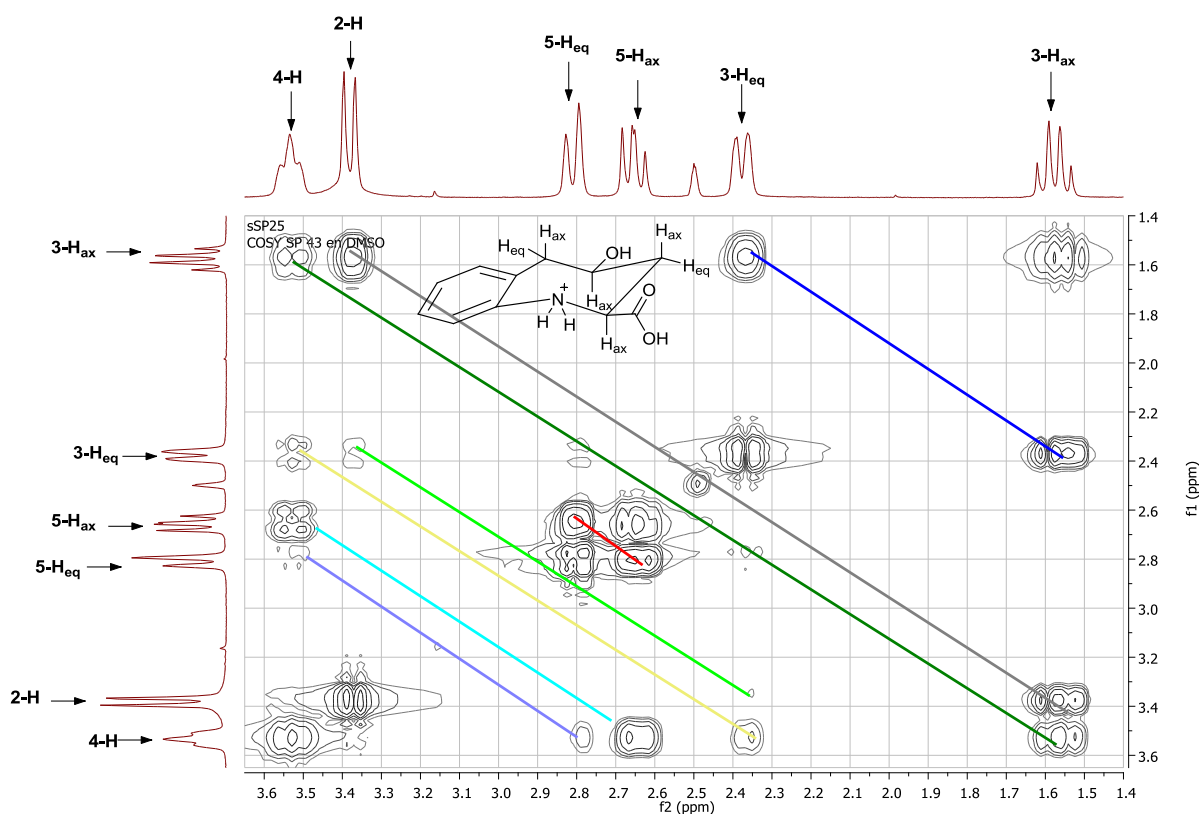 2-H
5-Heq
5-Hax
4-H
3-Heq
3-Hax
3-Hax
3-Heq
5-Hax
5-Heq
2-H
4-H
sSP25
COSY SP 43 en DMSO
Hax
Heq
OH
Hax
Heq
+
N
H H
Hax
O
OH
Hax
1.4
1.6
1.8
2.0
2.2
2.4
2.6
2.8
3.0
3.2
3.4
3.6
f1 (ppm)
3.6 3.5 3.4 3.3 3.2 3.1 3.0 2.9 2.8 2.7 2.6 2.5 2.4 2.3 2.2 2.1 2.0 1.9 1.8 1.7 1.6 1.5 1.4
f2 (ppm)